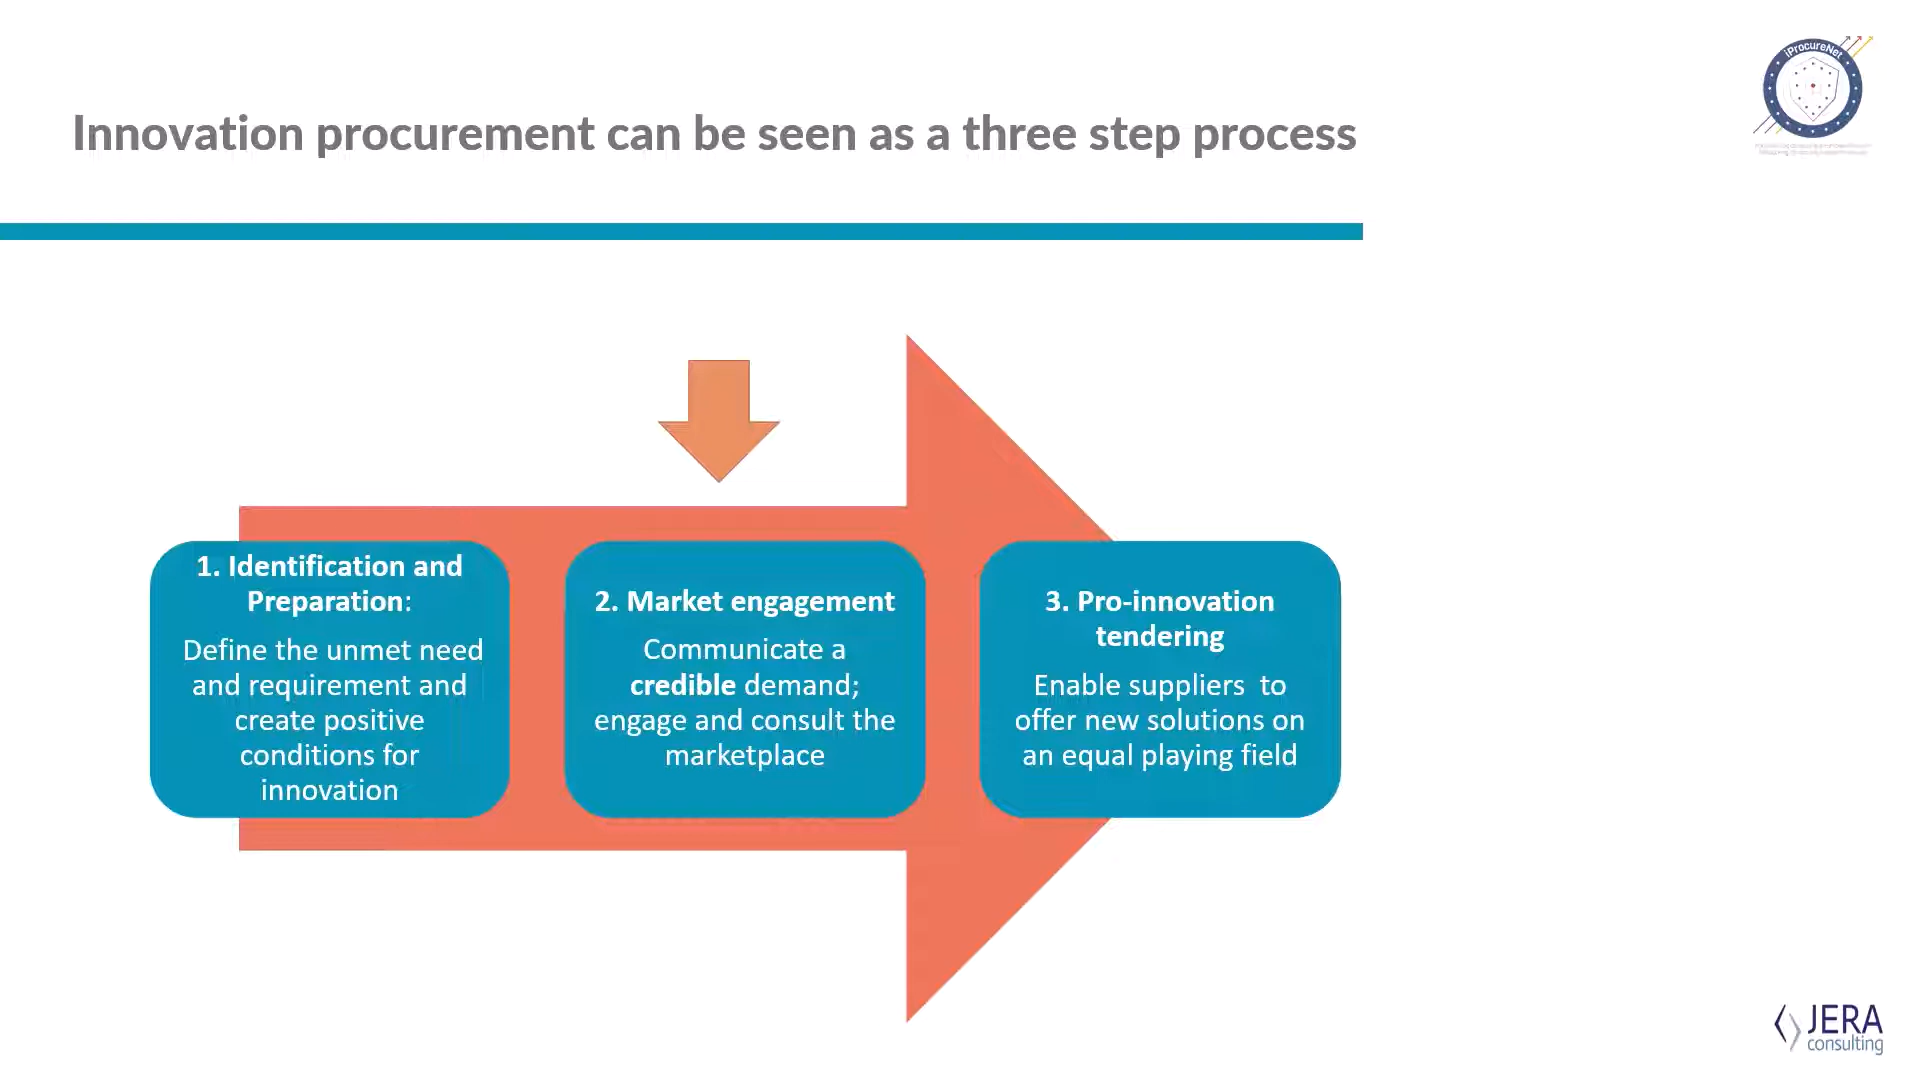 iProcureNet
Innovation procurement can be seen as a three step process
1. Identification and
Preparation:
Define the unmet need
and requirement and
create positive
conditions for
innovation
2. Market engagement
Communicate a
credible demand;
engage and consult the
marketplace
3. Pro-innovation
tendering
Enable suppliers  to
offer new solutions on
an equal playing field
JERA
consulting